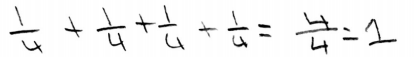 1/4 + 1/4 + 1/4 + 1/4 = 4/4 = 1